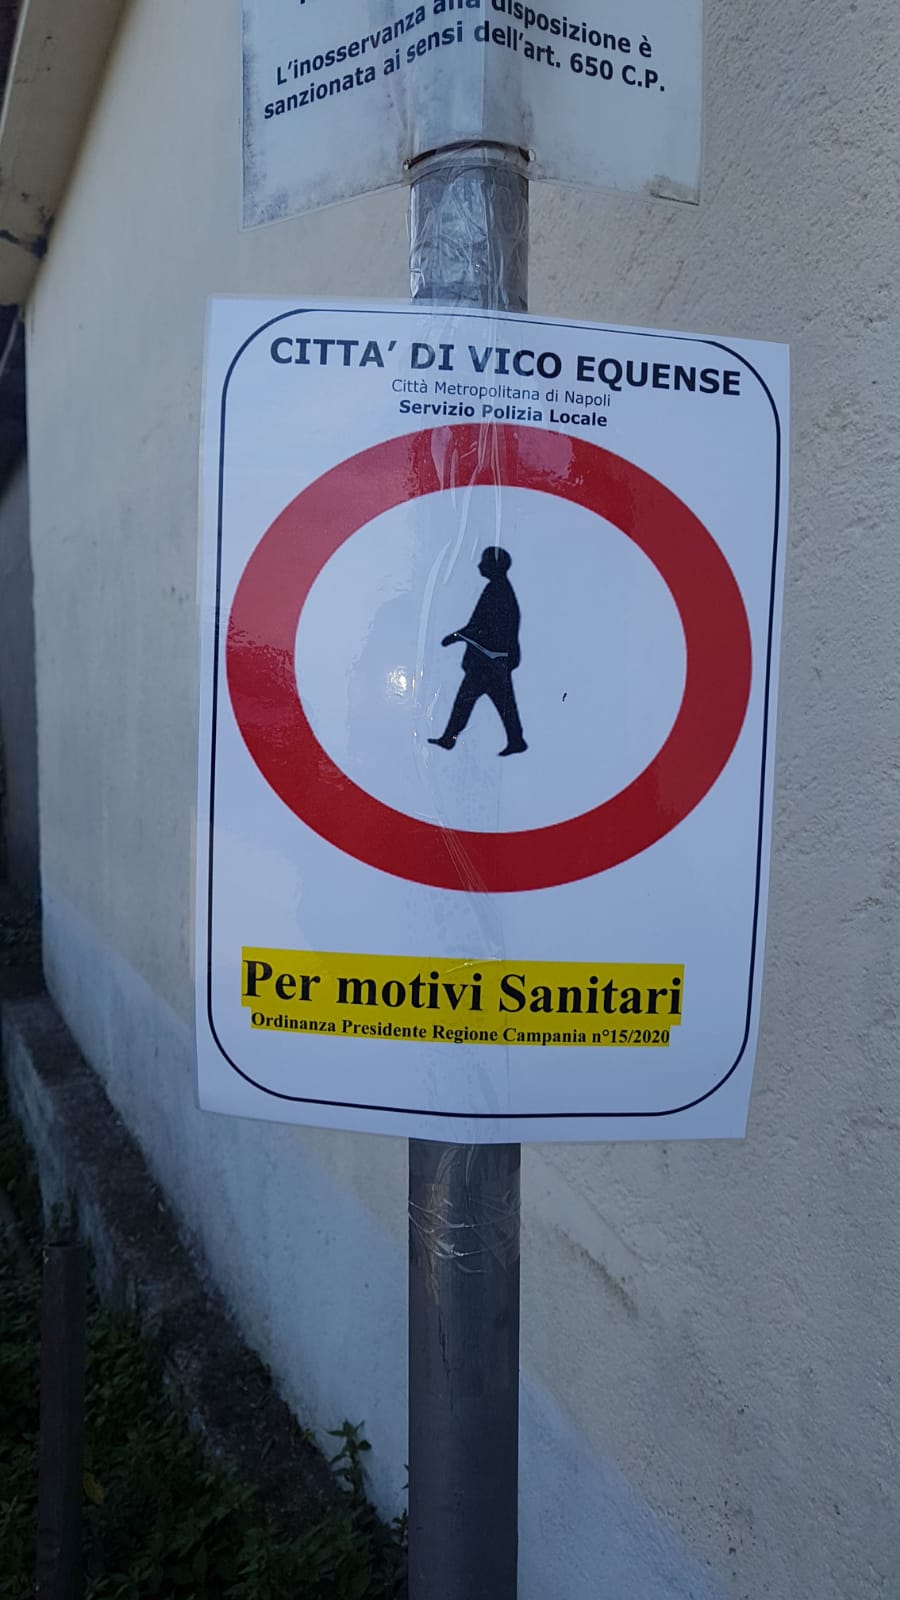 L'inosservanza alla disposizione è
sanzionata ai sensi dell'art. 650 C.P.
CITTA' DI VICO EQUENSE
Città Metropolitana di Napoli
Servizio Polizia Locale
Per motivi Sanitari
Ordinanza Presidente Regione Campania n°15/2020